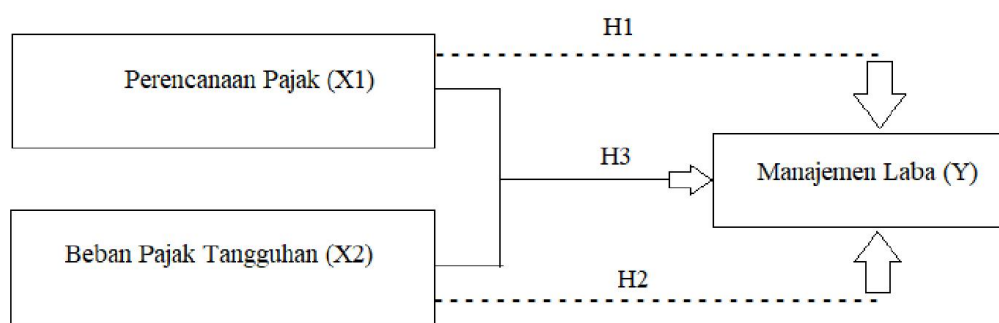 H1
Perencanaan Pajak (X1)
H3
Manajemen Laba (Y)
Beban Pajak Tangguhan (X2)
H2